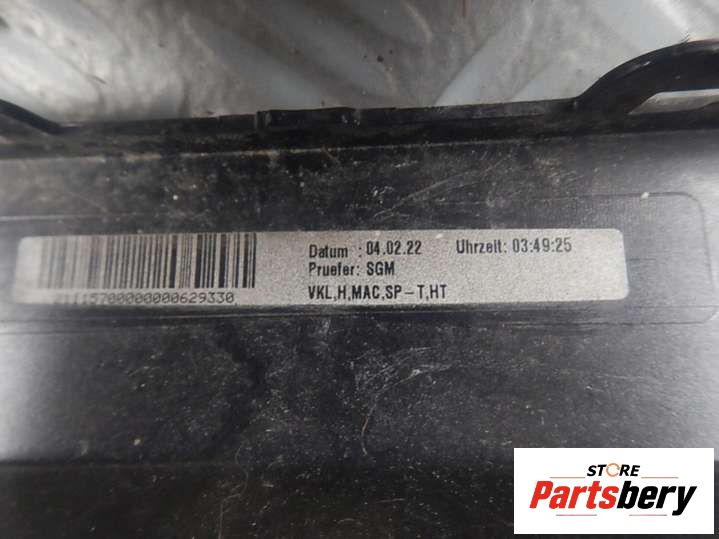 Datum : 04.02.22 Uhrzeit: 03:49:25
Pruefer: SGM
VKL,H,MAC,SP-T,HT
STORE
Partsbery